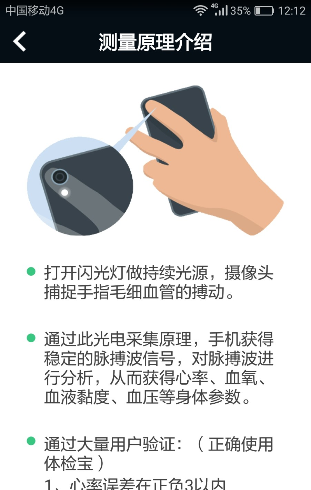 中国移动4G 4G 35% 12:12
测量原理介绍
打开闪光灯做持续光源，摄像头
捕捉手指毛细血管的搏动。
通过此光电采集原理，手机获得
稳定的脉搏波信号，对脉搏波进
行分析，从而获得心率、血氧、
血液黏度、血压等身体参数。
通过大量用户验证：（正确使用
体检宝）
1、心率误差在正负3以内